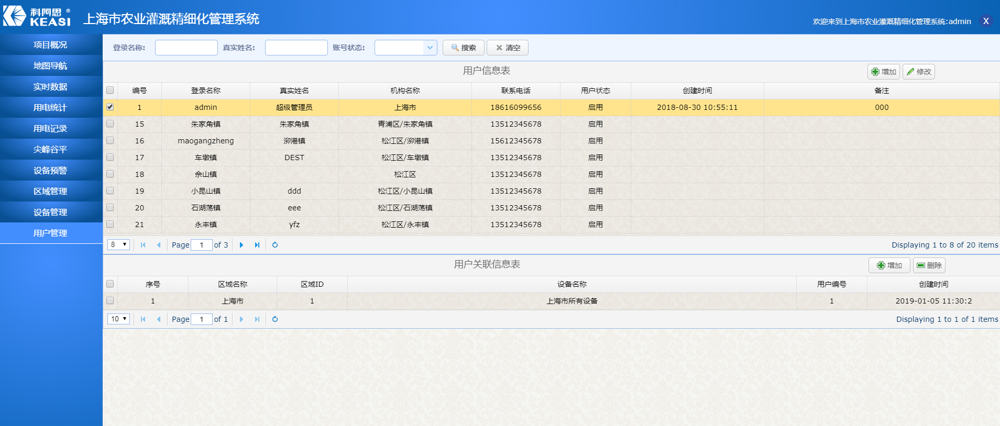 科阿思®
KEASI
上海市农业灌溉精细化管理系统
欢迎来到上海市农业灌溉精细化管理系统:admin X
项目概况
地图导航
实时数据
用电统计
用电记录
尖峰谷平
设备预警
区域管理
设备管理
用户管理
登录名称: 真实姓名: 账号状态: 搜索 清空
用户信息表 增加 修改
编号 登录名称 真实姓名 机构名称 联系电话 用户状态 创建时间 备注
1 admin 超级管理员 上海市 18616099656 启用 2018-08-30 10:55:11 000
15 朱家角镇 朱家角镇 青浦区/朱家角镇 13512345678 启用
16 maogangzheng 泖港镇 松江区/泖港镇 15612345678 启用
17 车墩镇 DEST 松江区/车墩镇 13512345678 启用
18 佘山镇 松江区 13512345678 启用
19 小昆山镇 ddd 松江区/小昆山镇 13512345678 启用
20 石湖荡镇 eee 松江区/石湖荡镇 13512345678 启用
21 永丰镇 yfz 松江区/永丰镇 13512345678 启用
8 Page 1 of 3 Displaying 1 to 8 of 20 items
用户关联信息表 增加 删除
序号 区域名称 区域ID 设备名称 用户编号 创建时间
1 上海市 1 上海市所有设备 1 2019-01-05 11:30:2
10 Page 1 of 1 Displaying 1 to 1 of 1 items